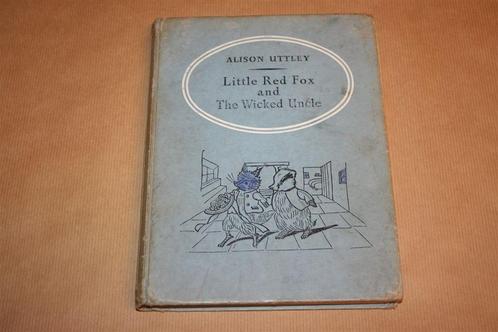 ALISON UTTLEY
Little Red Fox
and
The Wicked Uncle